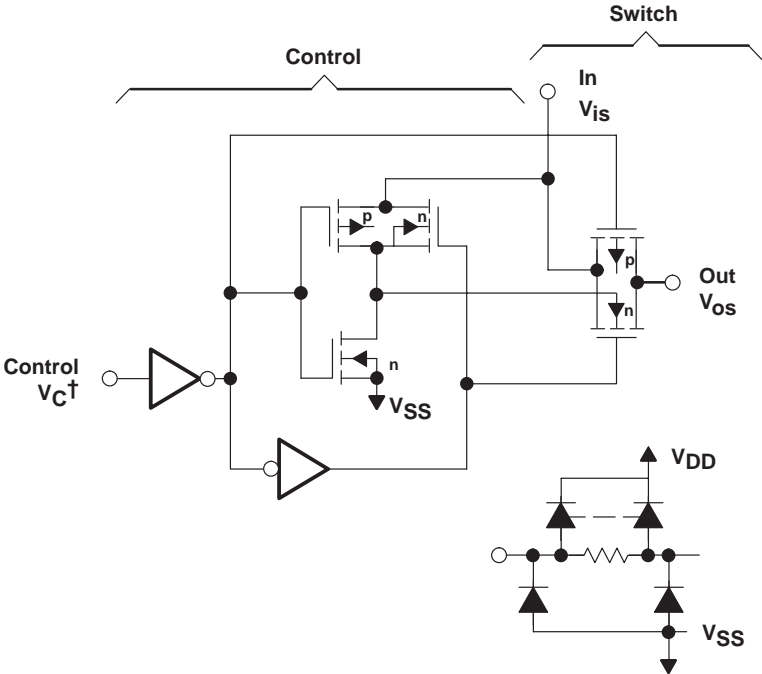 Switch
Control
In
Vis
p
n
p
Out
Vos
n
Control
VC†
n
VSS
VDD
VSS